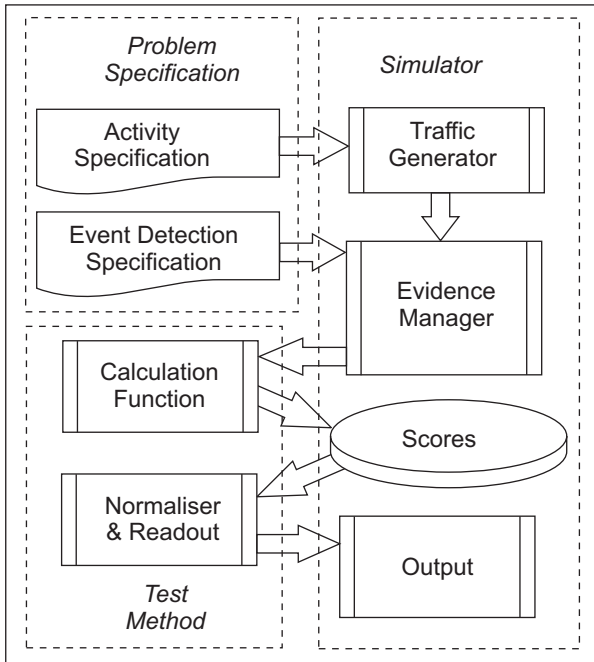 Problem
Specification
Simulator
Activity
Specification
Traffic
Generator
Event Detection
Specification
Evidence
Manager
Calculation
Function
Scores
Normaliser
& Readout
Output
Test
Method